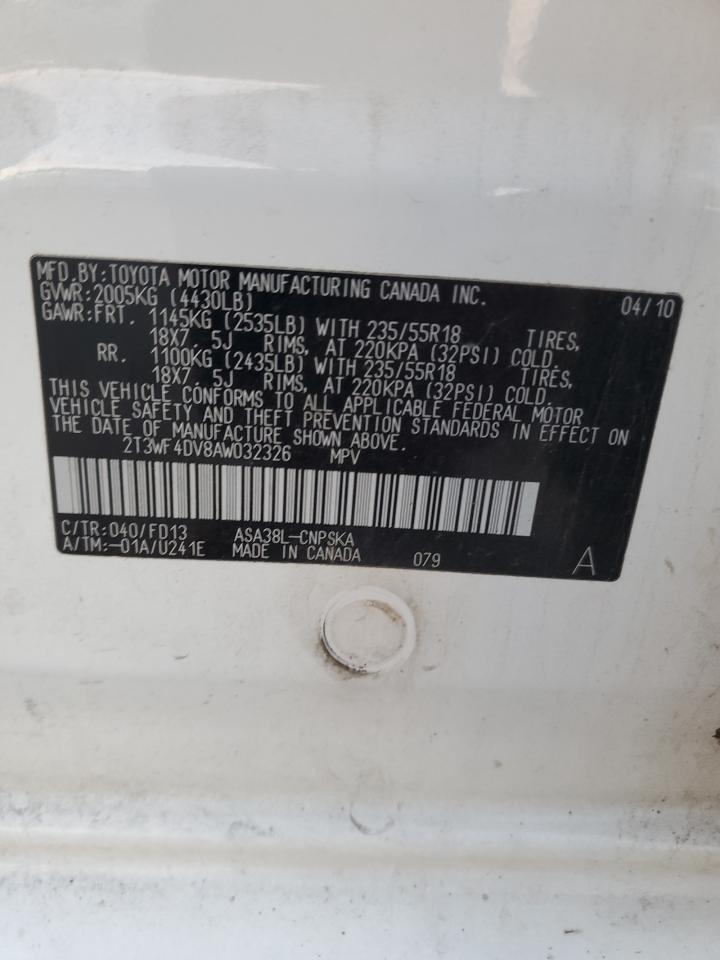 MFD.BY:TOYOTA MOTOR MANUFACTURING CANADA INC. 04/10
GVWR:2005KG (4430LB)
GAWR:FRT. 1145KG (2535LB) WITH 235/55R18 TIRES,
18X7.5J RIMS, AT 220KPA (32PSI) COLD.
RR. 1100KG (2435LB) WITH 235/55R18 TIRES,
18X7.5J RIMS, AT 220KPA (32PSI) COLD.
THIS VEHICLE CONFORMS TO ALL APPLICABLE FEDERAL MOTOR
VEHICLE SAFETY AND THEFT PREVENTION STANDARDS IN EFFECT ON
THE DATE OF MANUFACTURE SHOWN ABOVE.
2T3WF4DV8AW032326 MPV
C/TR:040/FD13 ASA38L-CNPSKA
A/TM:-01A/U241E MADE IN CANADA 079 A